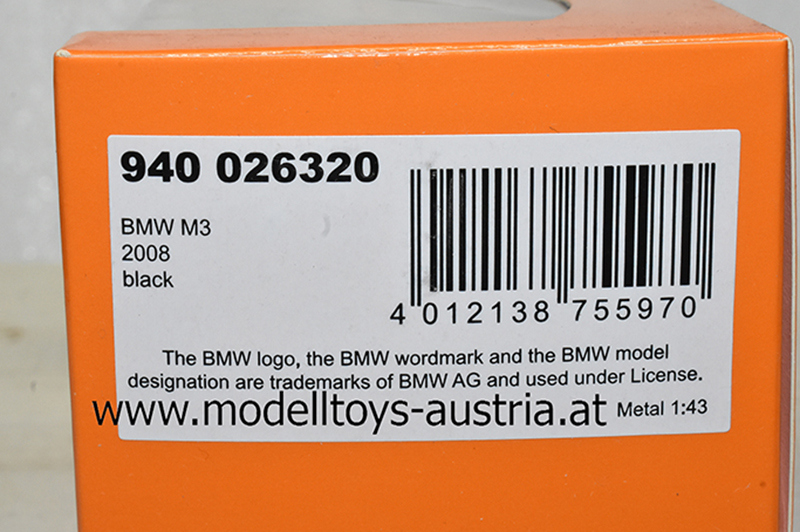 940 026320
BMW M3
2008
black
4 012138 755970
The BMW logo, the BMW wordmark and the BMW model
designation are trademarks of BMW AG and used under License.
www.modelltoys-austria.at
Metal 1:43